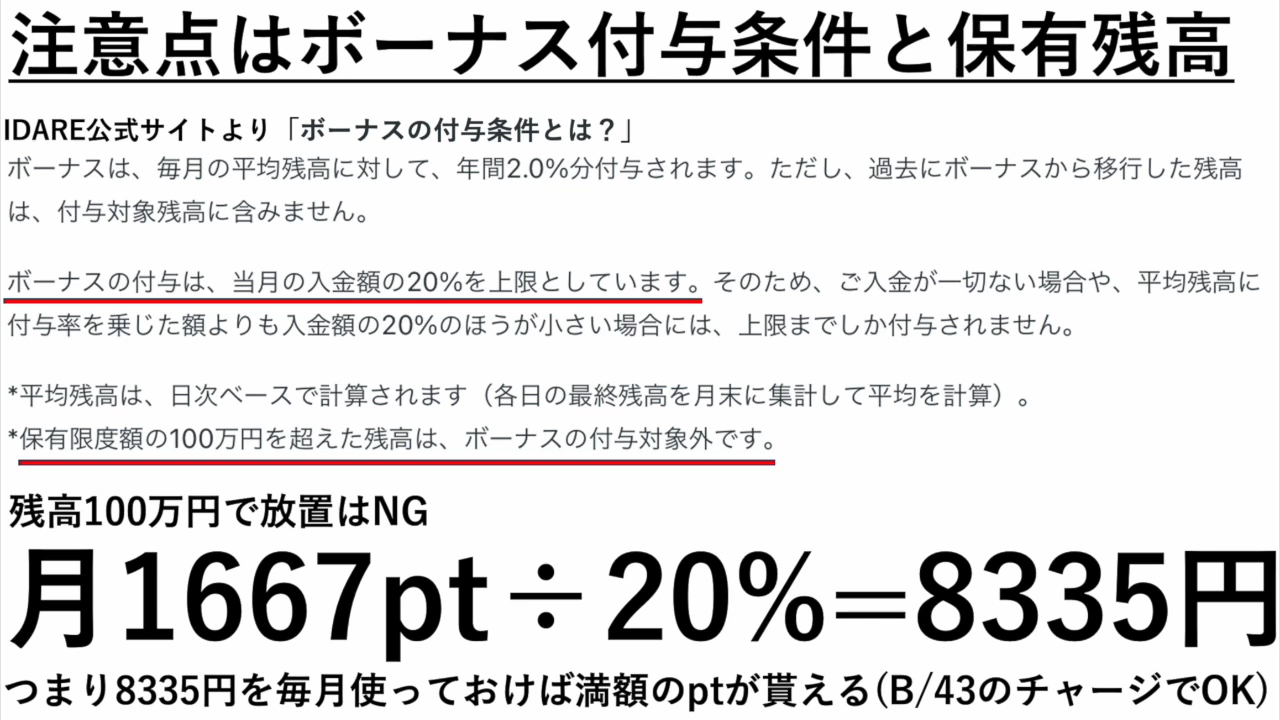 注意点はボーナス付与条件と保有残高
IDARE公式サイトより「ボーナスの付与条件とは？」
ボーナスは、毎月の平均残高に対して、年間2.0%分付与されます。ただし、過去にボーナスから移行した残高
は、付与対象残高に含みません。
ボーナスの付与は、当月の入金額の20%を上限としています。そのため、ご入金が一切ない場合や、平均残高に
付与率を乗じた額よりも入金額の20%のほうが小さい場合には、上限までしか付与されません。
*平均残高は、日次ベースで計算されます（各日の最終残高を月末に集計して平均を計算）。
*保有限度額の100万円を超えた残高は、ボーナスの付与対象外です。
残高100万円で放置はNG
月1667pt÷20%=8335円
つまり8335円を毎月使っておけば満額のptが貰える(B/43のチャージでOK)